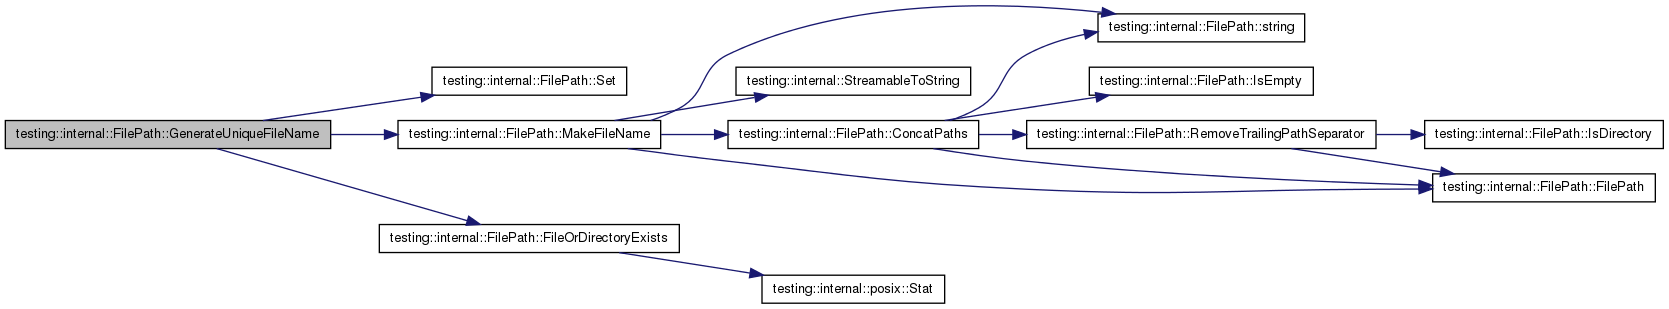 testing::internal::FilePath::string
testing::internal::FilePath::Set
testing::internal::StreamableToString
testing::internal::FilePath::IsEmpty
testing::internal::FilePath::GenerateUniqueFileName
testing::internal::FilePath::MakeFileName
testing::internal::FilePath::ConcatPaths
testing::internal::FilePath::RemoveTrailingPathSeparator
testing::internal::FilePath::IsDirectory
testing::internal::FilePath::FilePath
testing::internal::FilePath::FileOrDirectoryExists
testing::internal::posix::Stat